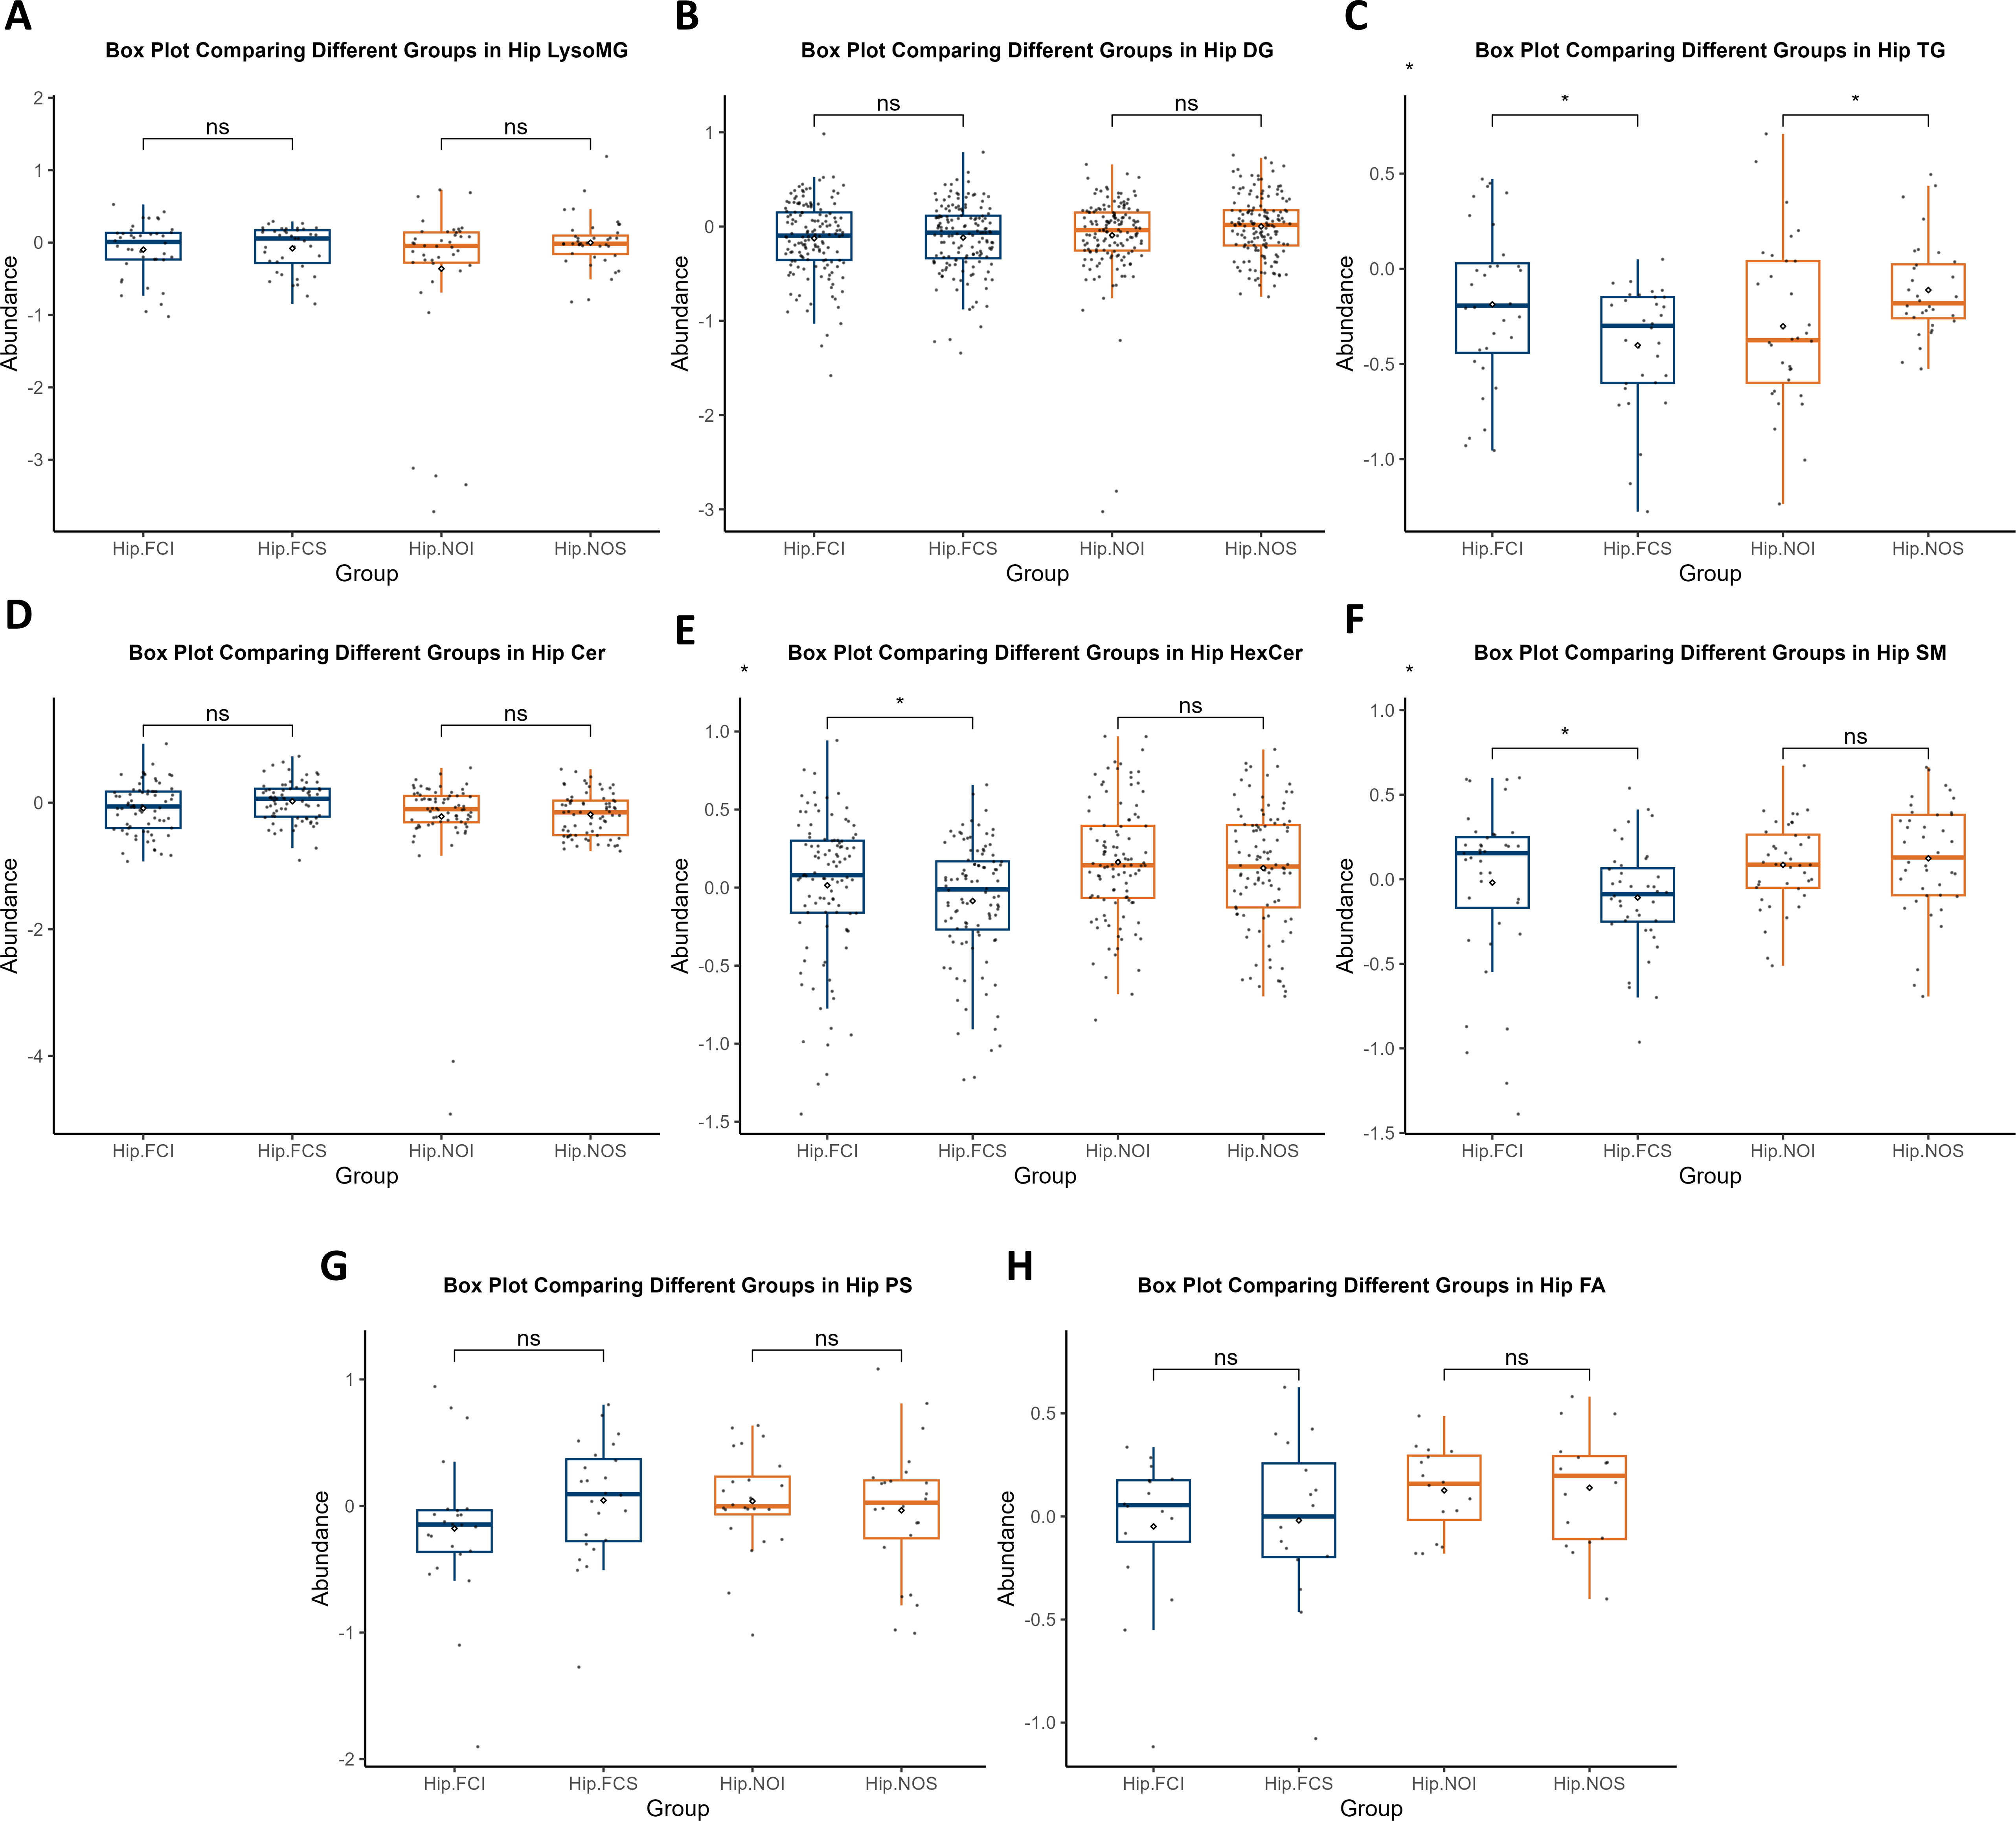 A
Box Plot Comparing Different Groups in Hip LysoMG
2
1
0
-1
-2
-3
Abundance
ns
ns
Hip.FCI
Hip.FCS
Hip.NOI
Hip.NOS
Group
B
Box Plot Comparing Different Groups in Hip DG
1
0
-1
-2
-3
Abundance
ns
ns
Hip.FCI
Hip.FCS
Hip.NOI
Hip.NOS
Group
C
Box Plot Comparing Different Groups in Hip TG
*
*
*
0.5
0.0
-0.5
-1.0
Abundance
Hip.FCI
Hip.FCS
Hip.NOI
Hip.NOS
Group
D
Box Plot Comparing Different Groups in Hip Cer
ns
ns
0
-2
-4
Abundance
Hip.FCI
Hip.FCS
Hip.NOI
Hip.NOS
Group
E
Box Plot Comparing Different Groups in Hip HexCer
*
*
ns
1.0
0.5
0.0
-0.5
-1.0
-1.5
Abundance
Hip.FCI
Hip.FCS
Hip.NOI
Hip.NOS
Group
F
Box Plot Comparing Different Groups in Hip SM
*
*
ns
1.0
0.5
0.0
-0.5
-1.0
-1.5
Abundance
Hip.FCI
Hip.FCS
Hip.NOI
Hip.NOS
Group
G
Box Plot Comparing Different Groups in Hip PS
ns
ns
1
0
-1
-2
Abundance
Hip.FCI
Hip.FCS
Hip.NOI
Hip.NOS
Group
H
Box Plot Comparing Different Groups in Hip FA
ns
ns
0.5
0.0
-0.5
-1.0
Abundance
Hip.FCI
Hip.FCS
Hip.NOI
Hip.NOS
Group